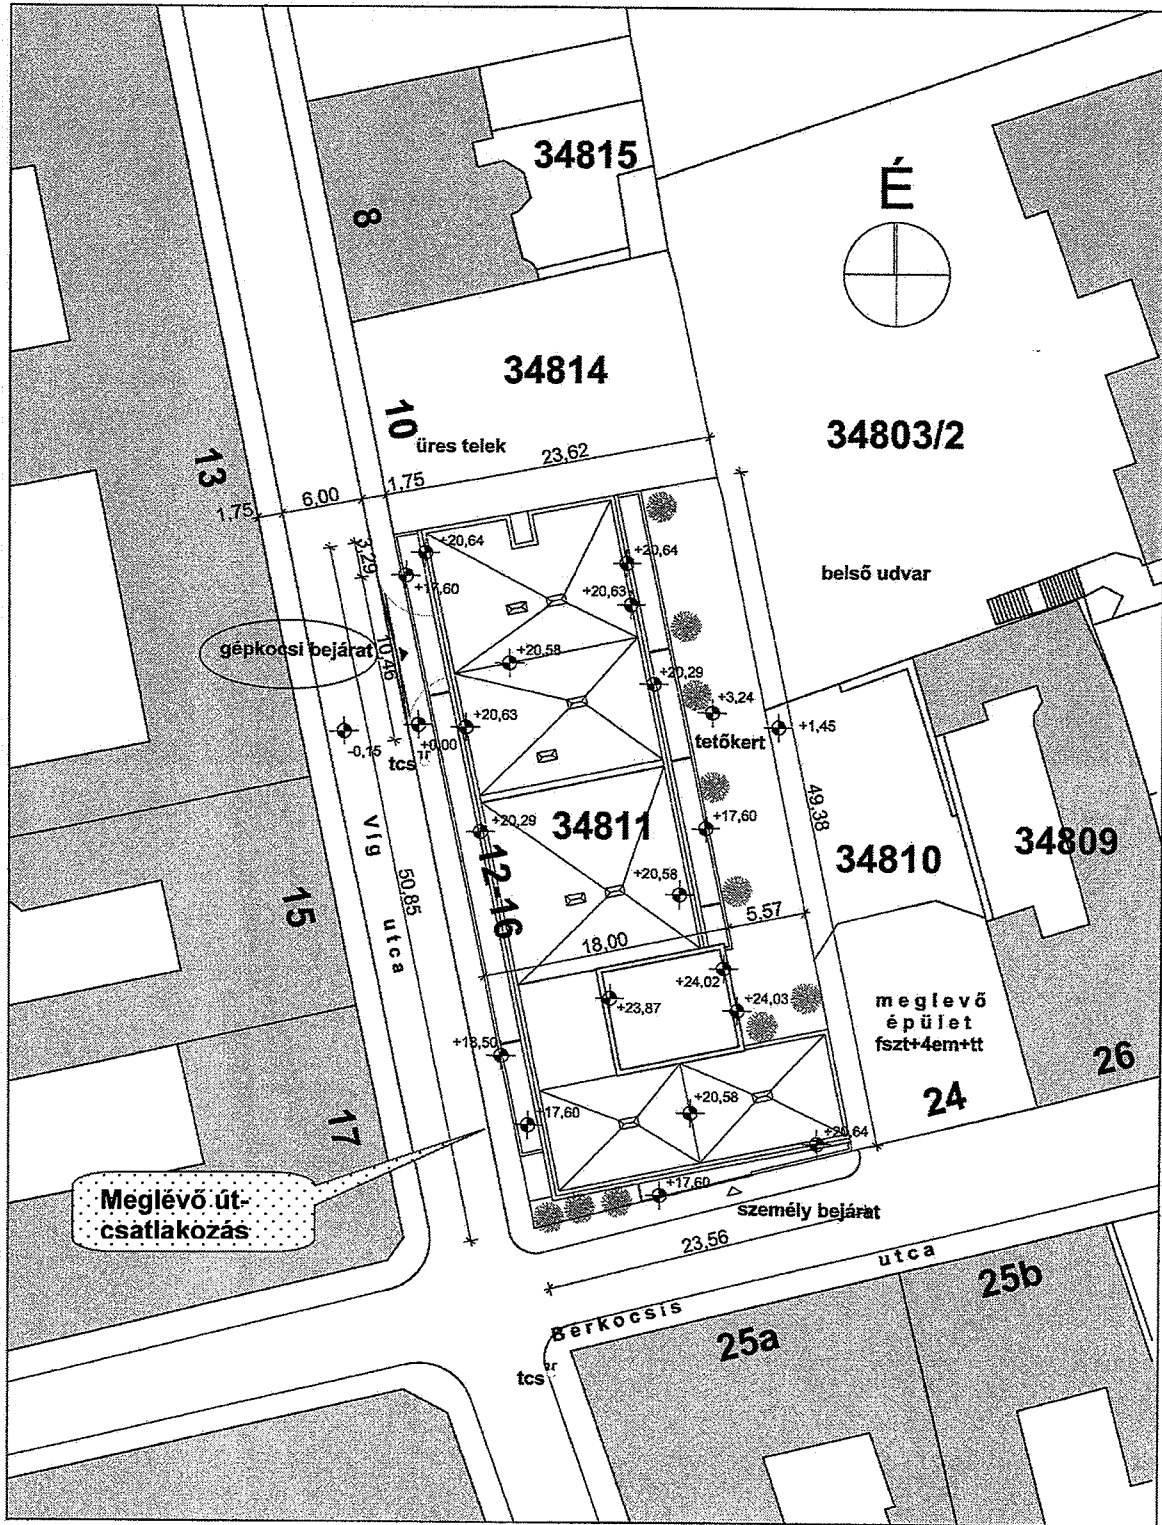 34815
É
8
34814
34803/2
10
üres telek
23,62
13
1,75
6,00
1,75
3,29
+20,64
+20,64
+17,60
+20,63
belső udvar
gépkocsi bejárat
10,46
+20,58
+20,29
+3,24
+20,63
+0,00
-0,15
tcs
tetőkert
+1,45
+20,29
34811
+17,60
49,38
34810
34809
Víg utca
50,85
12-16
+20,58
15
18,00
5,57
+24,02
+23,87
+24,03
meglevő
épület
fszt+4em+tt
+18,50
26
24
+17,60
+20,58
+20,64
17
Meglévő út-
csatlakozás
+17,60
személy bejárat
23,56
Bérkocsis utca
25b
25a
tcs